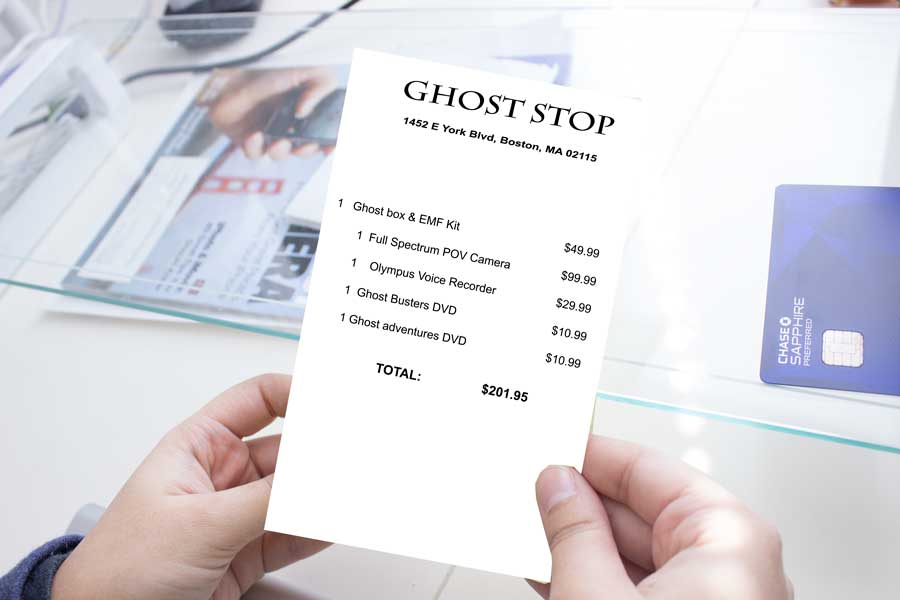 GHOST STOP
1452 E York Blvd, Boston, MA 02115
1 Ghost box & EMF Kit $49.99
1 Full Spectrum POV Camera $99.99
1 Olympus Voice Recorder $29.99
1 Ghost Busters DVD $10.99
1 Ghost adventures DVD $10.99
TOTAL: $201.95
CHASE
SAPPHIRE
PREFERRED
ERA